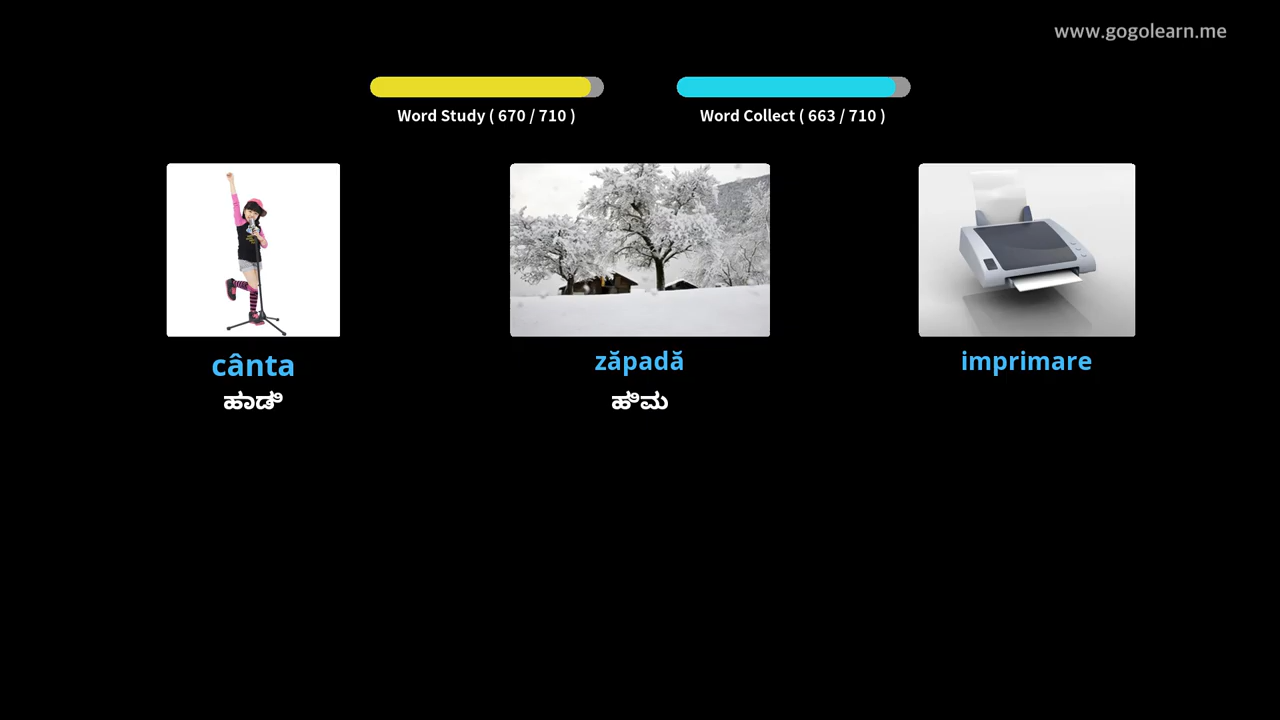 www.gogolearn.me
Word Study ( 670 / 710 )
Word Collect ( 663 / 710 )
cânta
ಹಾಡಿ
zăpadă
ಹಿಮ
imprimare